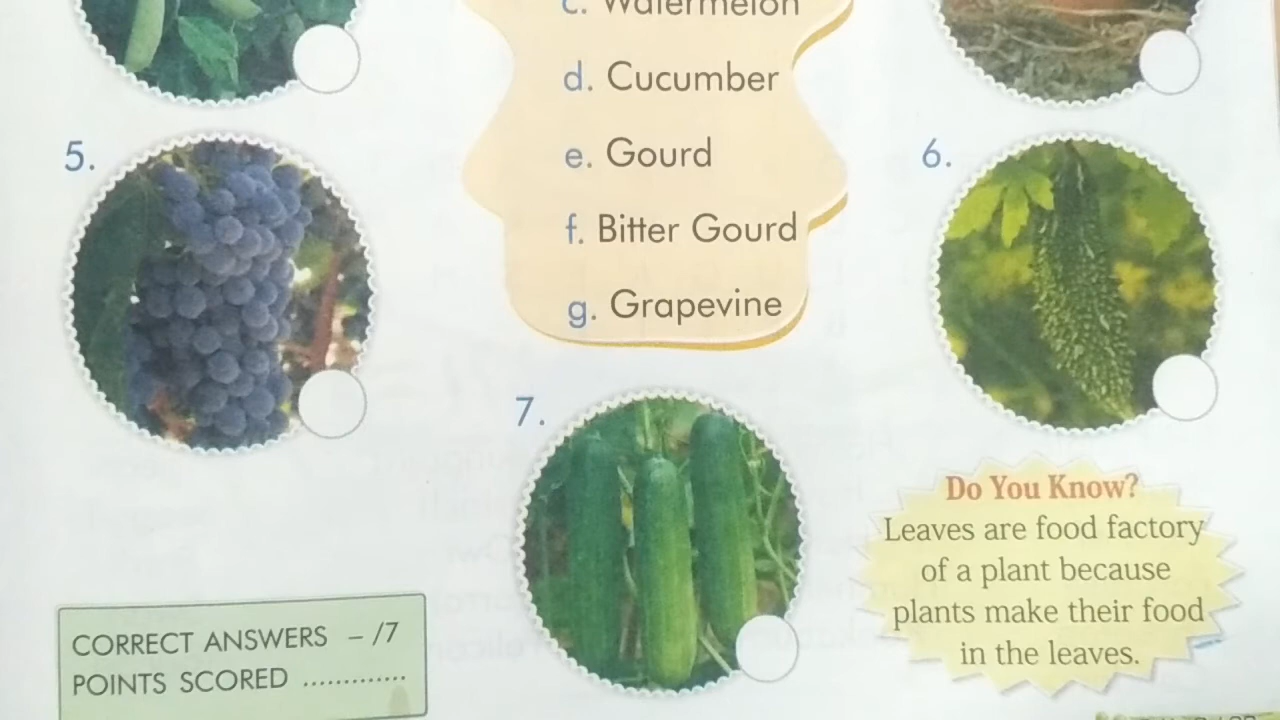 c. Watermelon
d. Cucumber
e. Gourd
f. Bitter Gourd
g. Grapevine
5.
6.
7.
Do You Know?
Leaves are food factory
of a plant because
plants make their food
in the leaves.
CORRECT ANSWERS – /7
POINTS SCORED .............